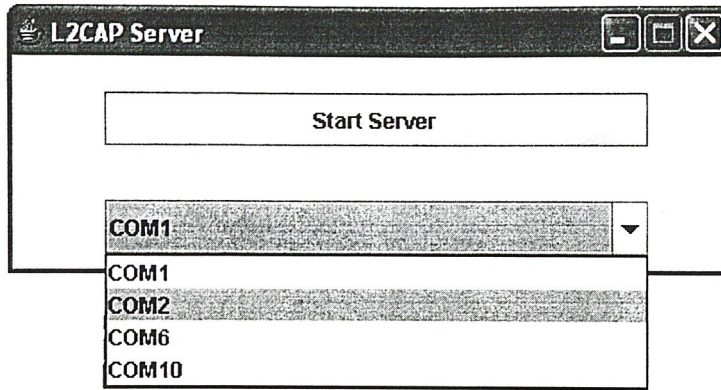 L2CAP Server
Start Server
COM1
COM1
COM2
COM6
COM10